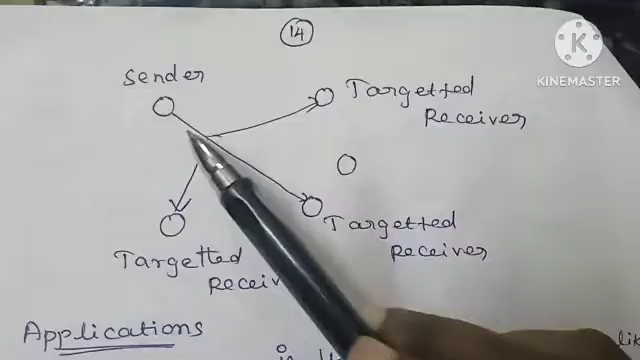 14
K
KINEMASTER
Sender
Targetted
Receiver
Targetted
Receiver
Targetted
Applications